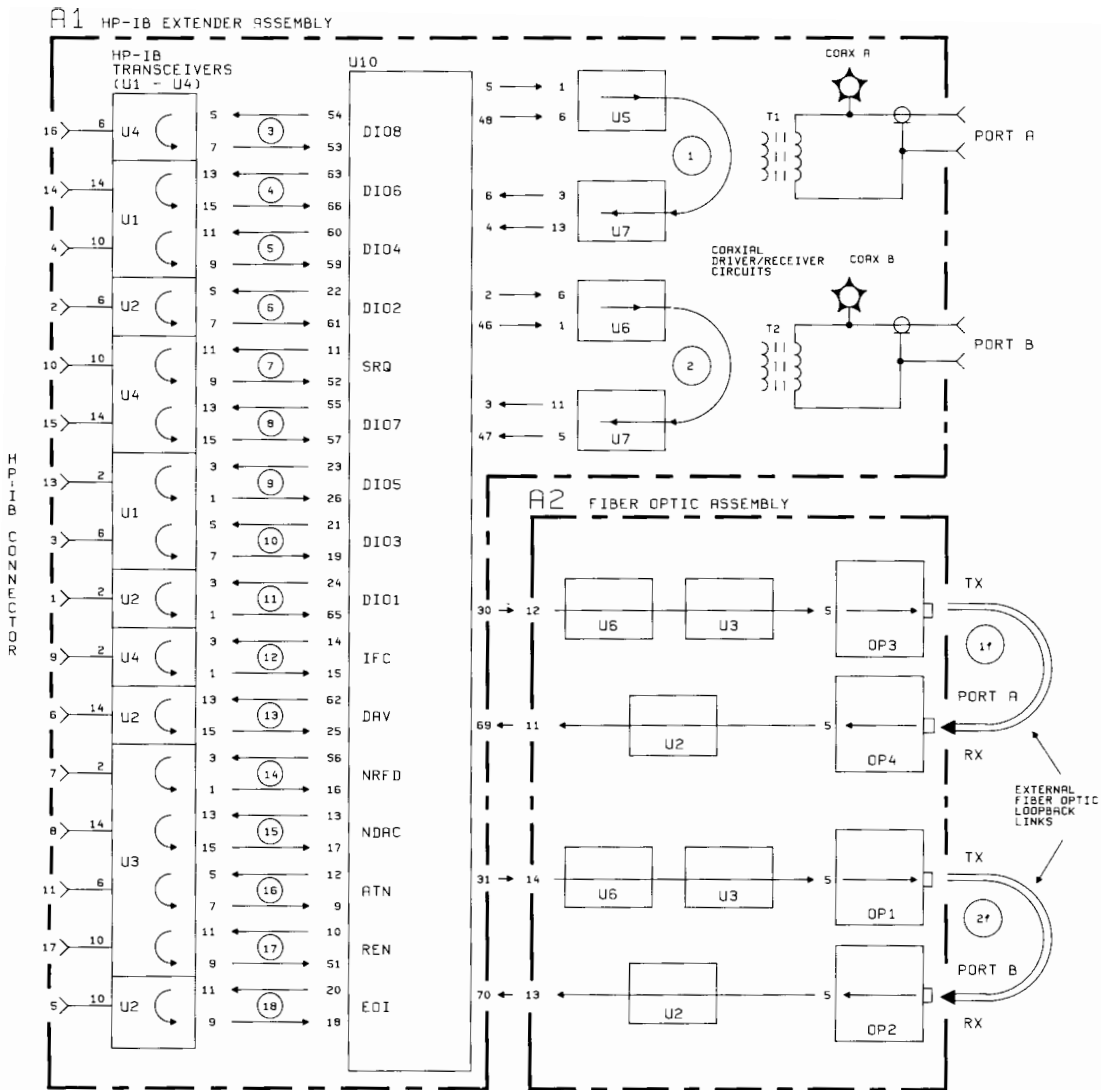 A1 HP-IB EXTENDER ASSEMBLY
HP-IB
TRANSCEIVERS
(U1 - U4)
U10
16 6 U4 5 3 54 DIO8
7 53
14 14 U1 13 4 63 DIO6
15 66
4 10 11 5 60 DIO4
9 59
2 6 U2 5 6 22 DIO2
7 61
10 10 U4 11 7 11 SRQ
9 52
15 14 13 8 55 DIO7
15 57
13 2 U1 3 9 23 DIO5
1 26
3 6 5 10 21 DIO3
7 19
1 2 U2 3 11 24 DIO1
1 65
9 2 U4 3 12 14 IFC
1 15
6 14 U2 13 13 62 DAV
15 25
7 2 U3 3 14 56 NRFD
1 16
8 14 13 15 13 NDAC
15 17
11 6 5 16 12 ATN
7 9
17 10 11 17 10 REN
9 51
5 10 U2 11 18 20 EOI
9 18
HP-IB CONNECTOR
5 1 U5
48 6
1
6 3 U7
4 13
2 6 U6
46 1
2
3 11 U7
47 5
COAX A
T1
PORT A
COAXIAL
DRIVER/RECEIVER
CIRCUITS
COAX B
T2
PORT B
A2 FIBER OPTIC ASSEMBLY
30 12 U6 U3 5 OP3 TX
1f
PORT A
69 11 U2 5 OP4 RX
EXTERNAL
FIBER OPTIC
LOOPBACK
LINKS
31 14 U6 U3 5 OP1 TX
2f
PORT B
70 13 U2 5 OP2 RX